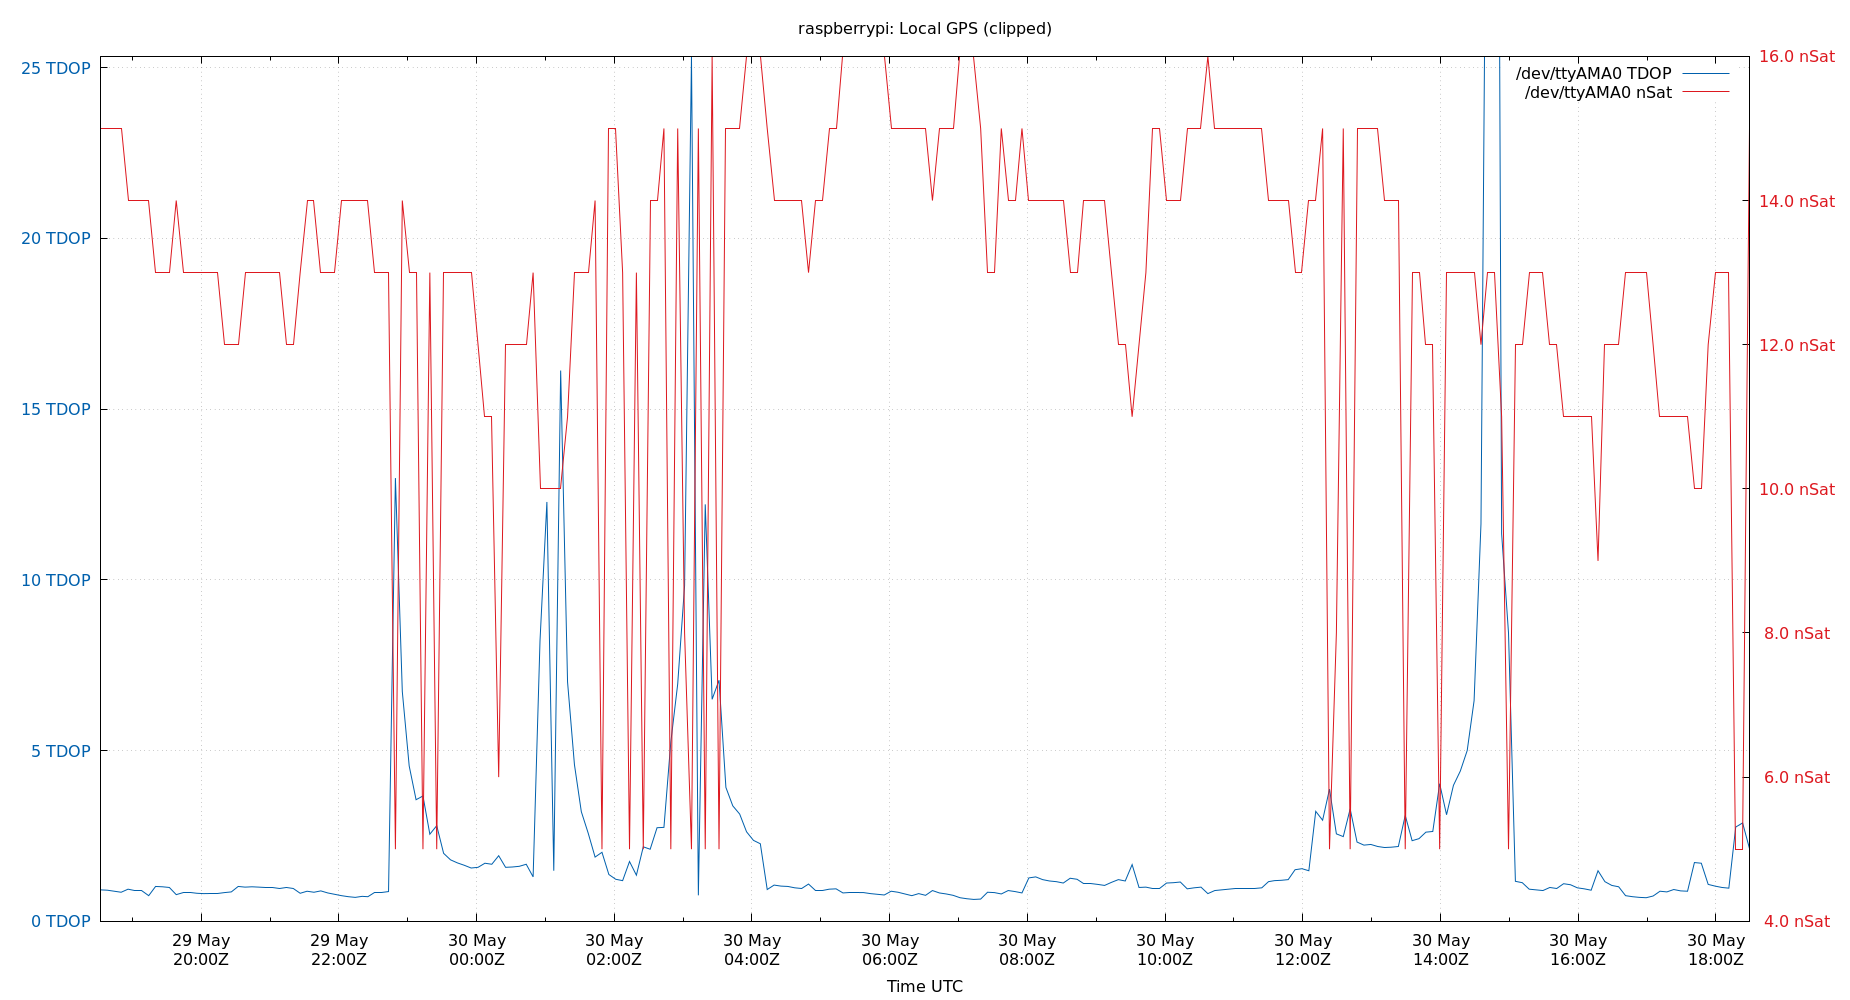 raspberrypi: Local GPS (clipped)
/dev/ttyAMA0 TDOP
/dev/ttyAMA0 nSat
25 TDOP
20 TDOP
15 TDOP
10 TDOP
5 TDOP
0 TDOP
16.0 nSat
14.0 nSat
12.0 nSat
10.0 nSat
8.0 nSat
6.0 nSat
4.0 nSat
29 May
20:00Z
29 May
22:00Z
30 May
00:00Z
30 May
02:00Z
30 May
04:00Z
30 May
06:00Z
30 May
08:00Z
30 May
10:00Z
30 May
12:00Z
30 May
14:00Z
30 May
16:00Z
30 May
18:00Z
Time UTC